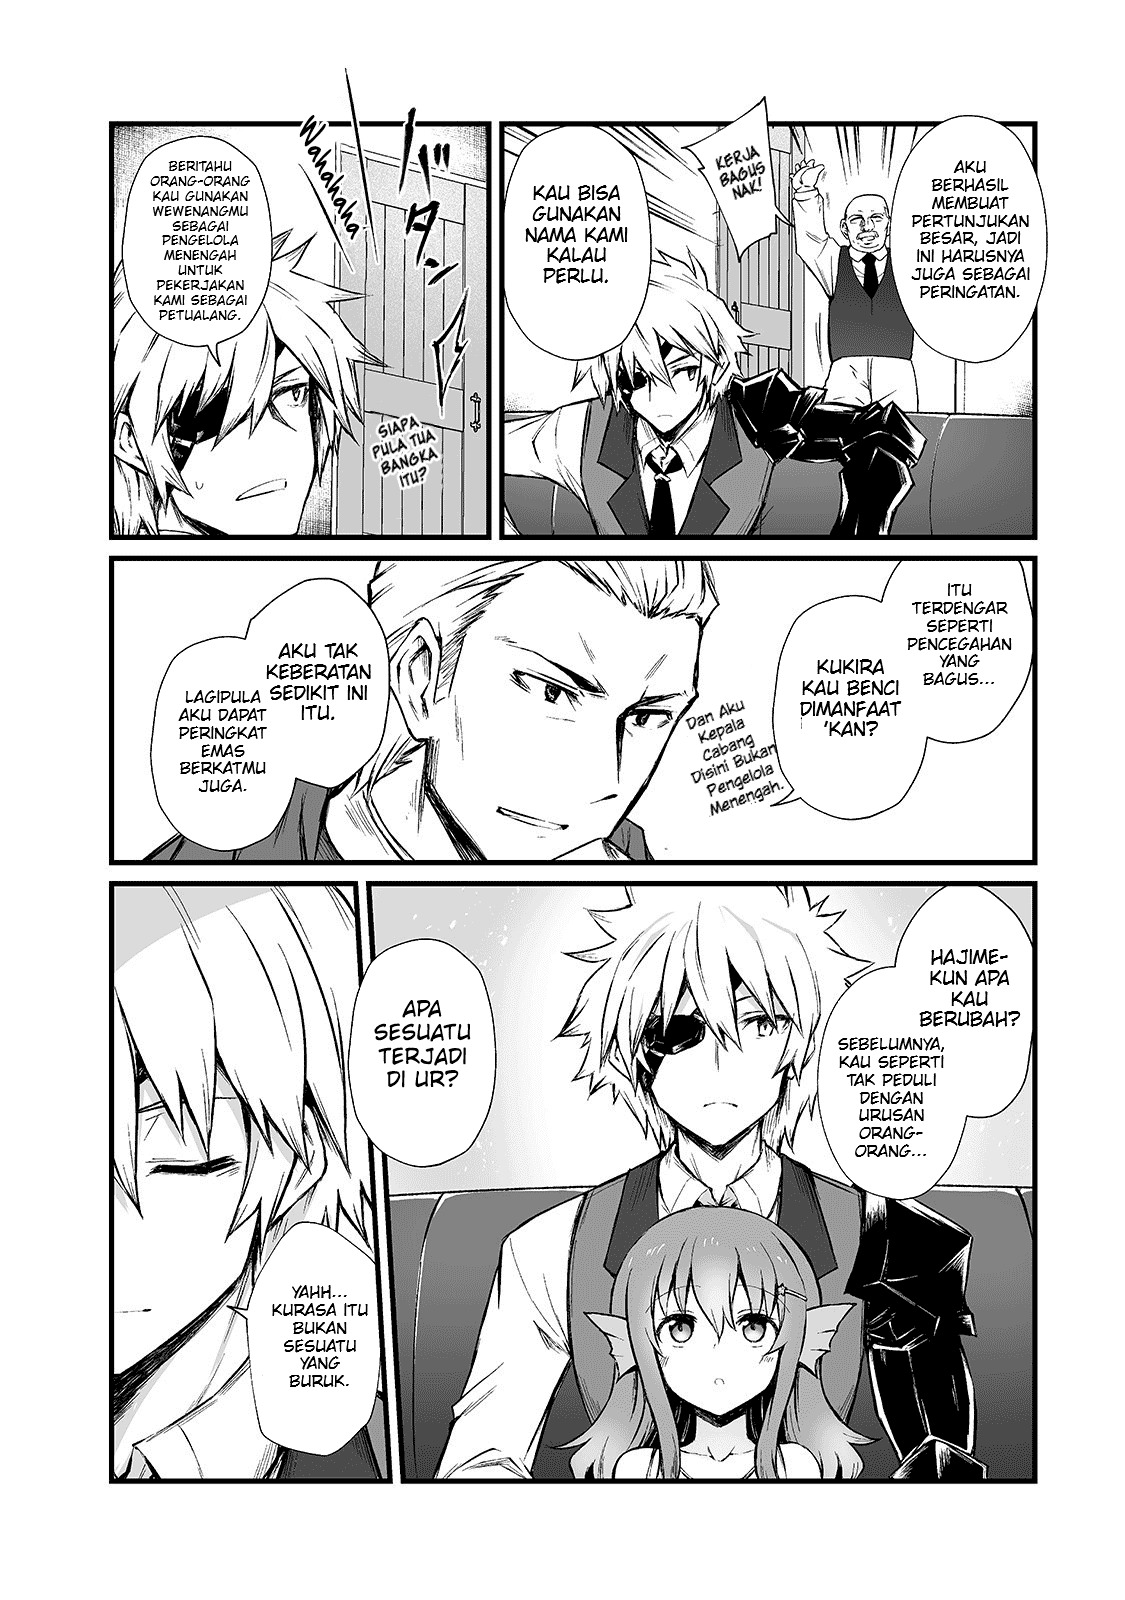 AKU
BERHASIL
MEMBUAT
PERTUNJUKAN
BESAR, JADI
INI HARUSNYA
JUGA SEBAGAI
PERINGATAN.
KERJA
BAGUS
NAK!
KAU BISA
GUNAKAN
NAMA KAMI
KALAU
PERLU.
BERITAHU
ORANG-ORANG
KAU GUNAKAN
WEWENANGMU
SEBAGAI
PENGELOLA
MENENGAH
UNTUK
PEKERJAKAN
KAMI SEBAGAI
PETUALANG.
Wahahaha
バタンッ
SIAPA
PULA TUA
BANGKA
ITU?
ITU
TERDENGAR
SEPERTI
PENCEGAHAN
YANG
BAGUS...
KUKIRA
KAU BENCI
DIMANFAAT
'KAN?
Dan Aku
Kepala
Cabang
Disini Bukan
Pengelola
Menengah.
AKU TAK
KEBERATAN
SEDIKIT INI
ITU.
LAGIPULA
AKU DAPAT
PERINGKAT
EMAS
BERKATMU
JUGA.
HAJIME-
KUN APA
KAU
BERUBAH?
SEBELUMNYA,
KAU SEPERTI
TAK PEDULI
DENGAN
URUSAN
ORANG-
ORANG...
APA
SESUATU
TERJADI
DI UR?
YAHH...
KURASA ITU
BUKAN
SESUATU
YANG
BURUK.